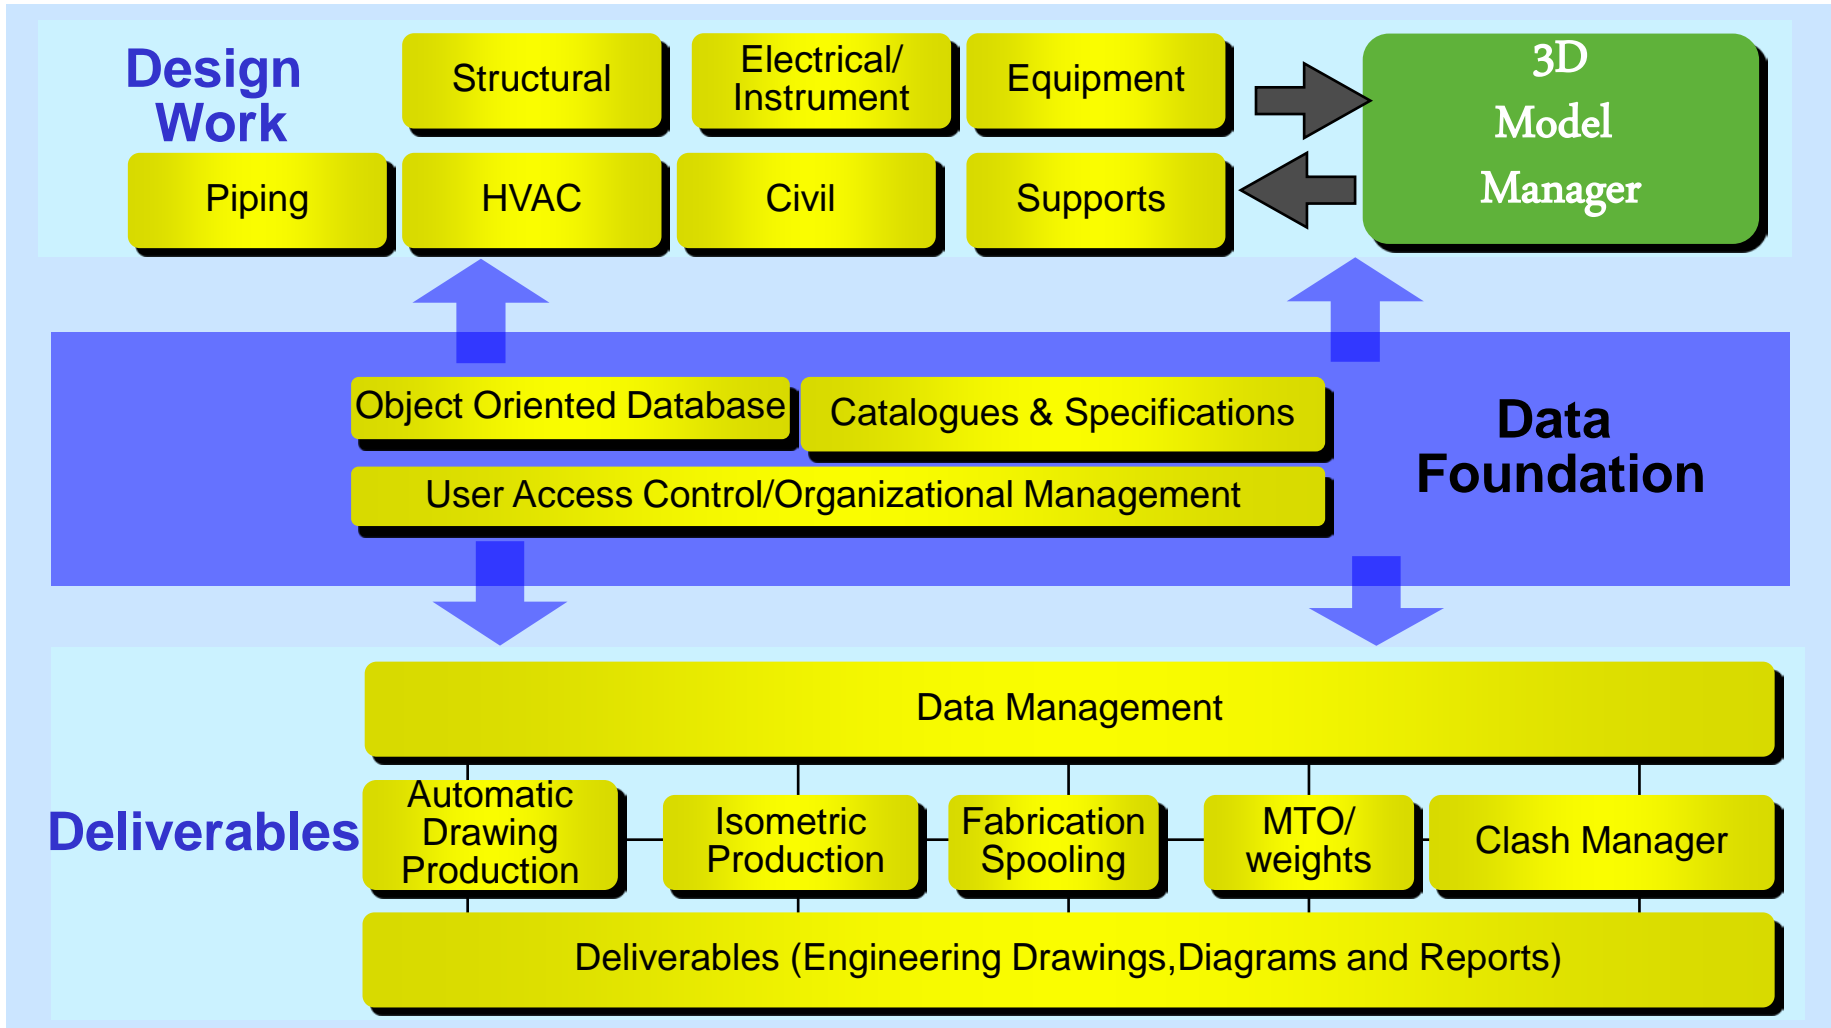 Design
Work
Structural
Electrical/
Instrument
Equipment
3D
Model
Manager
Piping
HVAC
Civil
Supports
Object Oriented Database
Catalogues & Specifications
User Access Control/Organizational Management
Data
Foundation
Data Management
Deliverables
Automatic
Drawing
Production
Isometric
Production
Fabrication
Spooling
MTO/
weights
Clash Manager
Deliverables (Engineering Drawings,Diagrams and Reports)